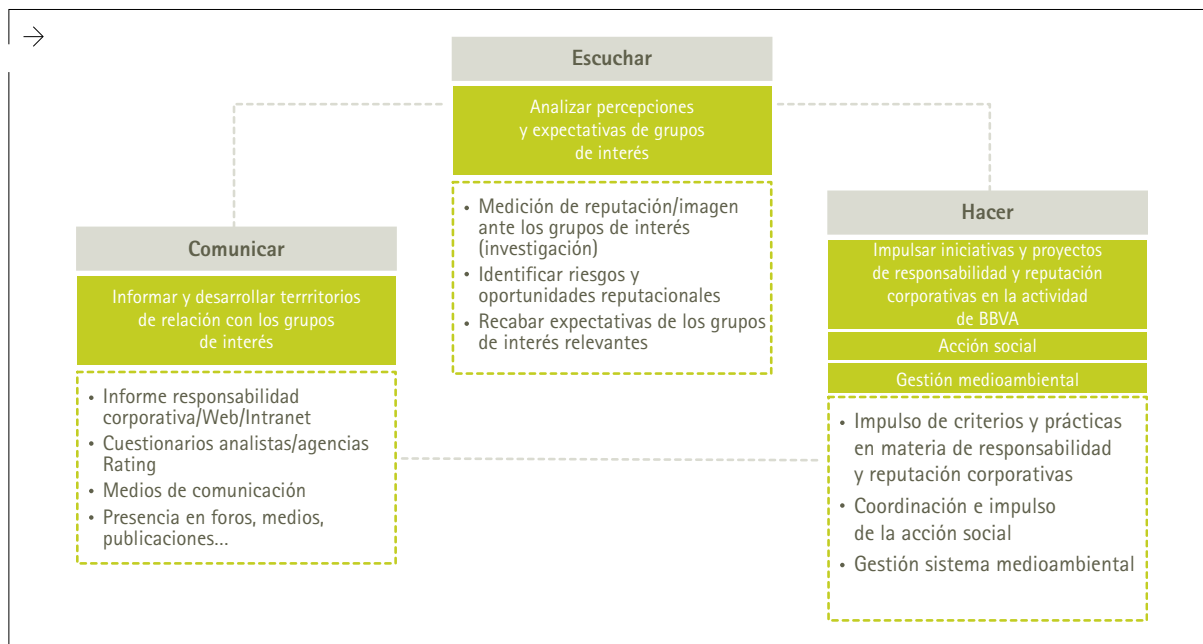 Escuchar
Analizar percepciones
y expectativas de grupos
de interés
• Medición de reputación/imagen
ante los grupos de interés
(investigación)
• Identificar riesgos y
oportunidades reputacionales
• Recabar expectativas de los grupos
de interés relevantes
Comunicar
Informar y desarrollar terrritorios
de relación con los grupos
de interés
• Informe responsabilidad
corporativa/Web/Intranet
• Cuestionarios analistas/agencias
Rating
• Medios de comunicación
• Presencia en foros, medios,
publicaciones...
Hacer
Impulsar iniciativas y proyectos
de responsabilidad y reputación
corporativas en la actividad
de BBVA
Acción social
Gestión medioambiental
• Impulso de criterios y prácticas
en materia de responsabilidad
y reputación corporativas
• Coordinación e impulso
de la acción social
• Gestión sistema medioambiental